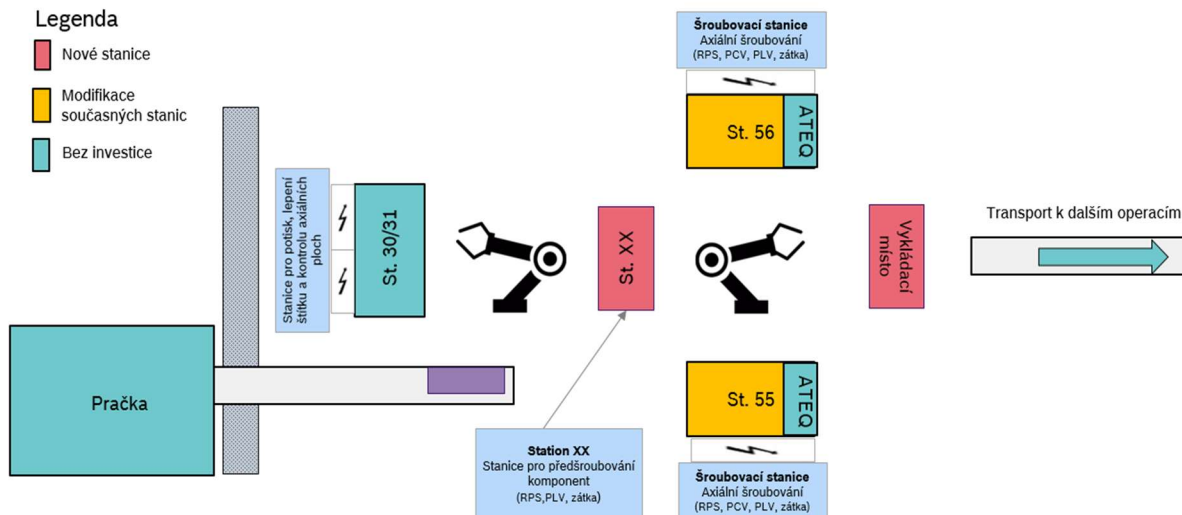 Legenda
Nové stanice
Modifikace
současných stanic
Bez investice
Šroubovací stanice
Axiální šroubování
(RPS, PCV, PLV, zátka)
St. 56
ATEQ
Stanice pro potisk, lepení
štítku a kontrolu axiálních
ploch
St. 30/31
St. XX
Vykládací
místo
Transport k dalším operacím
Pračka
St. 55
ATEQ
Station XX
Stanice pro předšroubování
komponent
(RPS,PLV, zátka)
Šroubovací stanice
Axiální šroubování
(RPS, PCV, PLV, zátka)